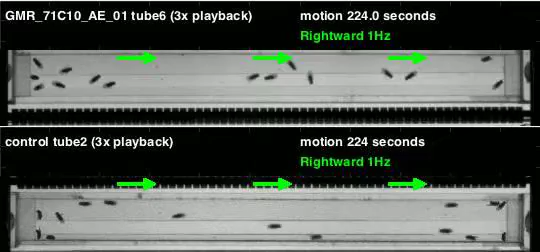 GMR_71C10_AE_01 tube6 (3x playback) motion 224.0 seconds
Rightward 1Hz
control tube2 (3x playback) motion 224 seconds
Rightward 1Hz